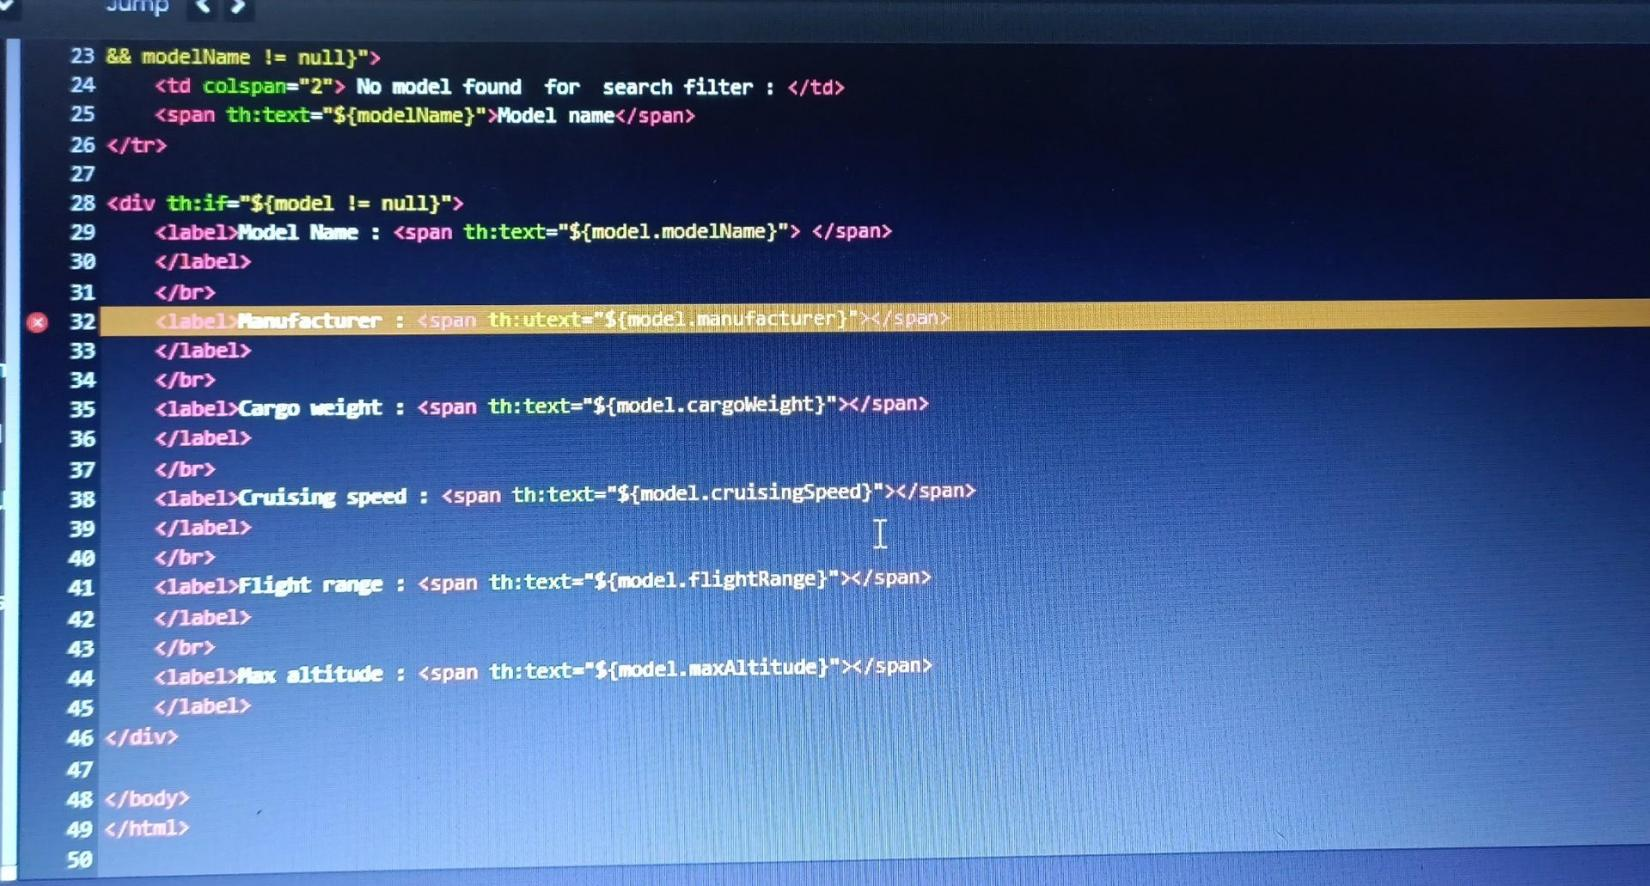 Jump < >
23 && modelName != null}">
24 <td colspan="2"> No model found for search filter : </td>
25 <span th:text="${modelName}">Model name</span>
26 </tr>
27
28 <div th:if="${model != null}">
29 <label>Model Name : <span th:text="${model.modelName}"> </span>
30 </label>
31 </br>
32 <label>Manufacturer : <span th:utext="${model.manufacturer}"></span>
33 </label>
34 </br>
35 <label>Cargo weight : <span th:text="${model.cargoWeight}"></span>
36 </label>
37 </br>
38 <label>Cruising speed : <span th:text="${model.cruisingSpeed}"></span>
39 </label>
40 </br>
41 <label>Flight range : <span th:text="${model.flightRange}"></span>
42 </label>
43 </br>
44 <label>Max altitude : <span th:text="${model.maxAltitude}"></span>
45 </label>
46 </div>
47
48 </body>
49 </html>
50